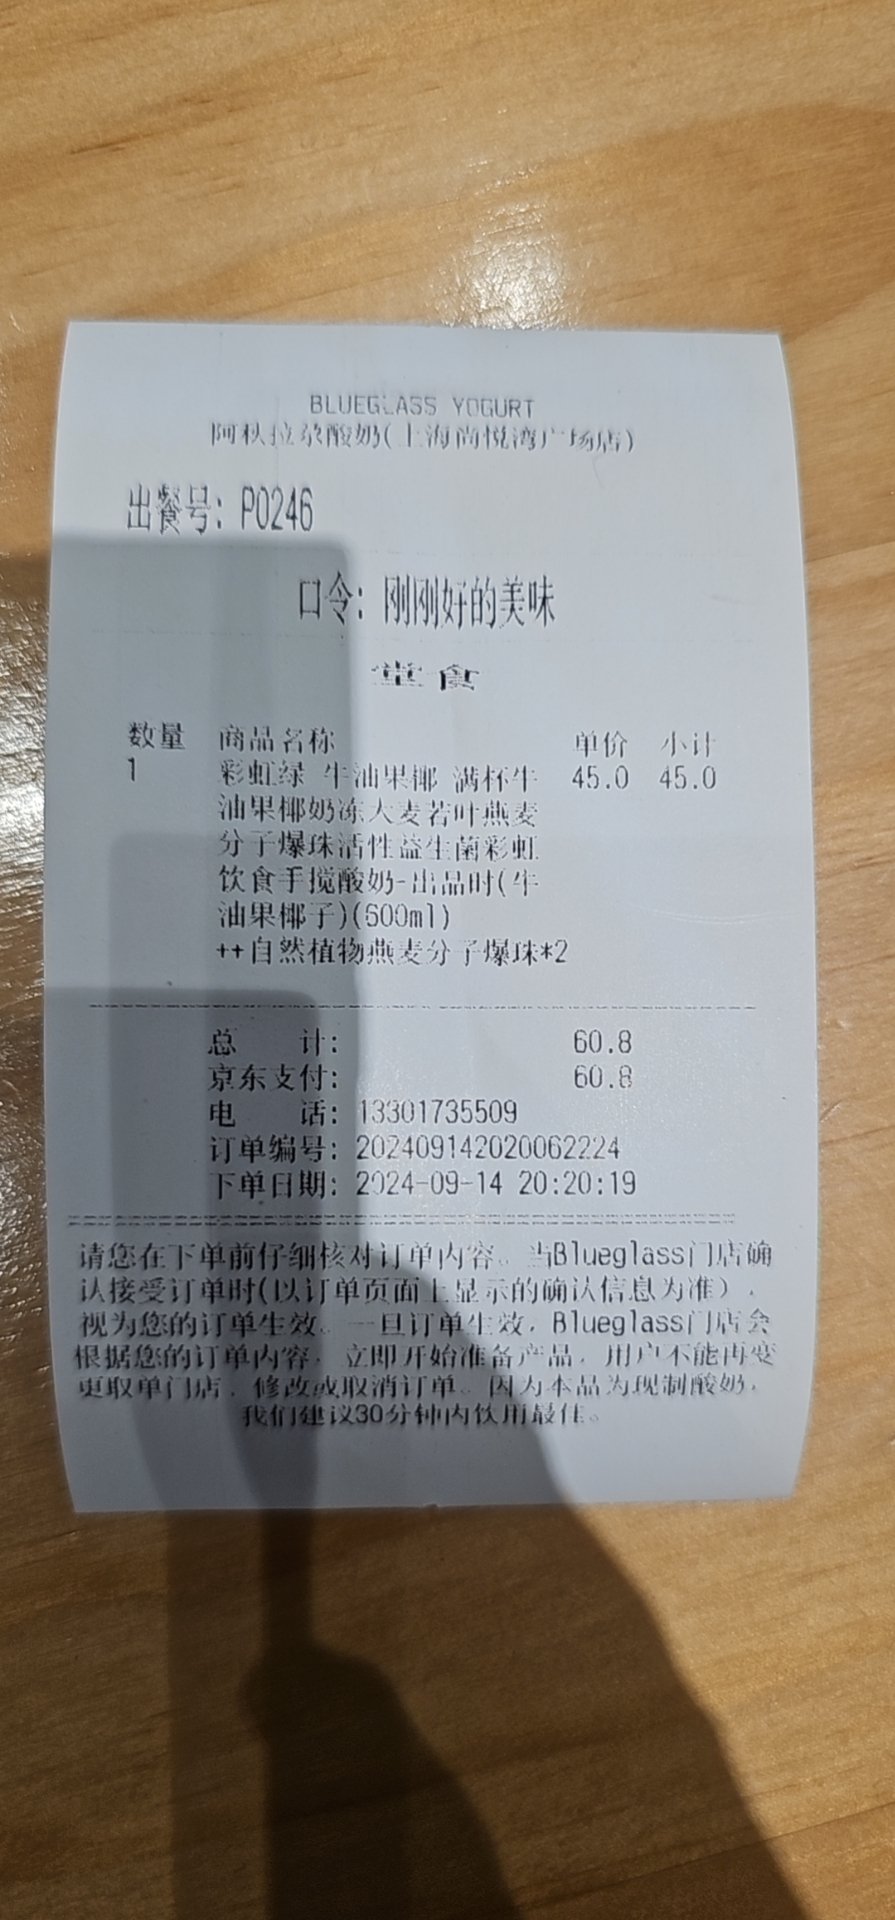 BLUEGLASS YOGURT
阿秋拉尕酸奶(上海尚悦湾广场店)
出餐号: P0246
口令: 刚刚好的美味
堂食
数量 商品名称 单价 小计
1 彩虹绿 牛油果椰 满杯牛 45.0 45.0
油果椰奶冻大麦若叶燕麦
分子爆珠活性益生菌彩虹
饮食手搅酸奶-出品时(牛
油果椰子)(500ml)
++自然植物燕麦分子爆珠*2
总 计: 60.8
京东支付: 60.8
电 话: 13301735509
订单编号: 202409142020062224
下单日期: 2024-09-14 20:20:19
请您在下单前仔细核对订单内容。当Blueglass门店确
认接受订单时(以订单页面上显示的确认信息为准),
视为您的订单生效。一旦订单生效,Blueglass门店会
根据您的订单内容,立即开始准备产品,用户不能再变
更取单门店、修改或取消订单。因为本品为现制酸奶,
我们建议30分钟内饮用最佳。